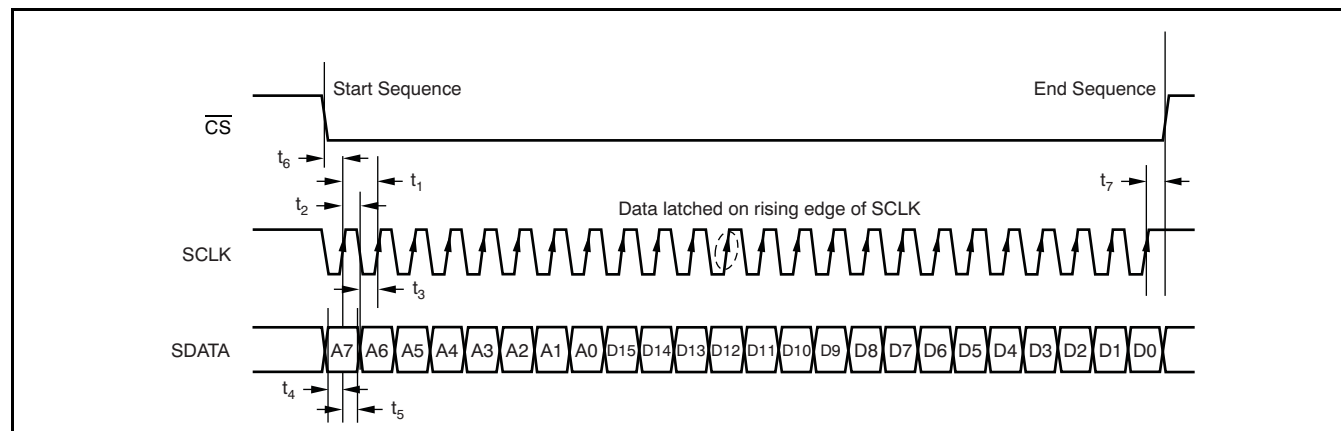 Start Sequence
End Sequence
CS
t6
t1
t7
t2
Data latched on rising edge of SCLK
SCLK
t3
SDATA
A7 A6 A5 A4 A3 A2 A1 A0 D15 D14 D13 D12 D11 D10 D9 D8 D7 D6 D5 D4 D3 D2 D1 D0
t4
t5